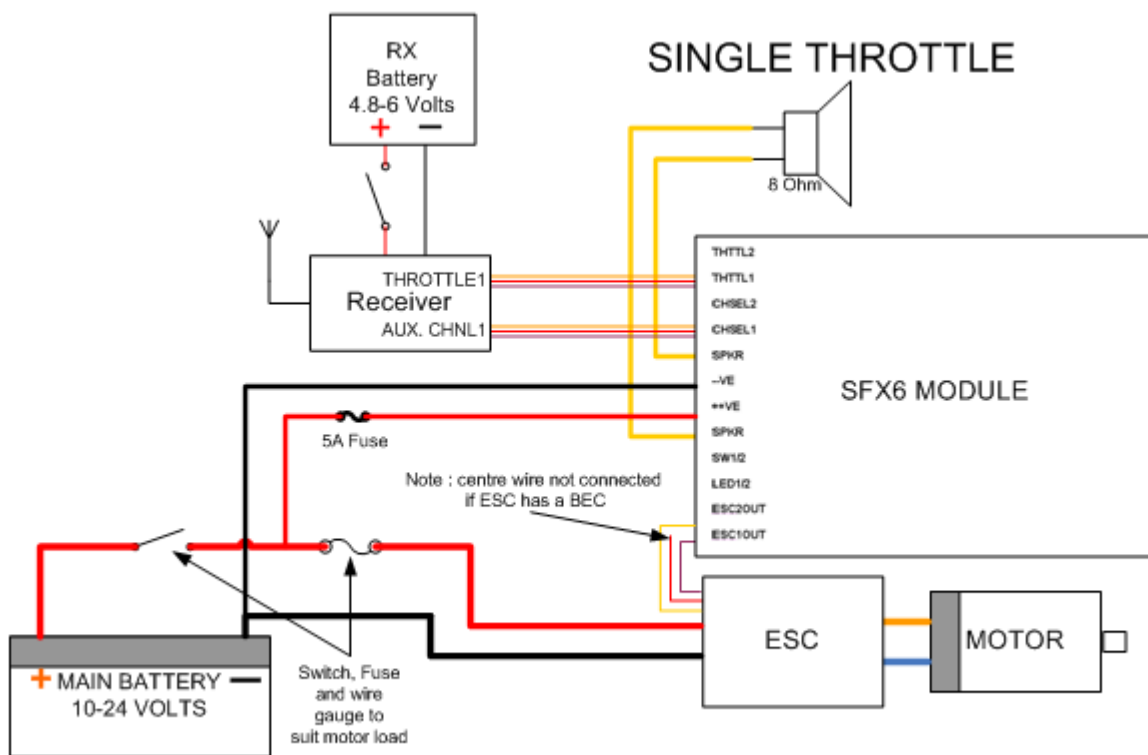 SINGLE THROTTLE
RX
Battery
4.8-6 Volts
+ −
8 Ohm
THROTTLE1
Receiver
AUX. CHNL1
THTTL2
THTTL1
CHSEL2
CHSEL1
SPKR
--VE
++VE
SPKR
SW1/2
LED1/2
ESC2OUT
ESC1OUT
SFX6 MODULE
5A Fuse
Note : centre wire not connected
if ESC has a BEC
ESC
MOTOR
+ MAIN BATTERY −
10-24 VOLTS
Switch, Fuse
and wire
gauge to
suit motor load